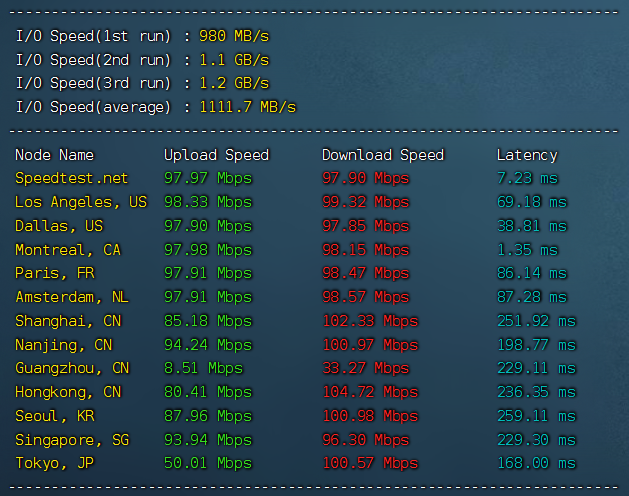 I/O Speed(1st run) : 980 MB/s
I/O Speed(2nd run) : 1.1 GB/s
I/O Speed(3rd run) : 1.2 GB/s
I/O Speed(average) : 1111.7 MB/s
Node Name Upload Speed Download Speed Latency
Speedtest.net 97.97 Mbps 97.90 Mbps 7.23 ms
Los Angeles, US 98.33 Mbps 99.32 Mbps 69.18 ms
Dallas, US 97.90 Mbps 97.85 Mbps 38.81 ms
Montreal, CA 97.98 Mbps 98.15 Mbps 1.35 ms
Paris, FR 97.91 Mbps 98.47 Mbps 86.14 ms
Amsterdam, NL 97.91 Mbps 98.57 Mbps 87.28 ms
Shanghai, CN 85.18 Mbps 102.33 Mbps 251.92 ms
Nanjing, CN 94.24 Mbps 100.97 Mbps 198.77 ms
Guangzhou, CN 8.51 Mbps 33.27 Mbps 229.11 ms
Hongkong, CN 80.41 Mbps 104.72 Mbps 236.35 ms
Seoul, KR 87.96 Mbps 100.98 Mbps 259.11 ms
Singapore, SG 93.94 Mbps 96.30 Mbps 229.30 ms
Tokyo, JP 50.01 Mbps 100.57 Mbps 168.00 ms